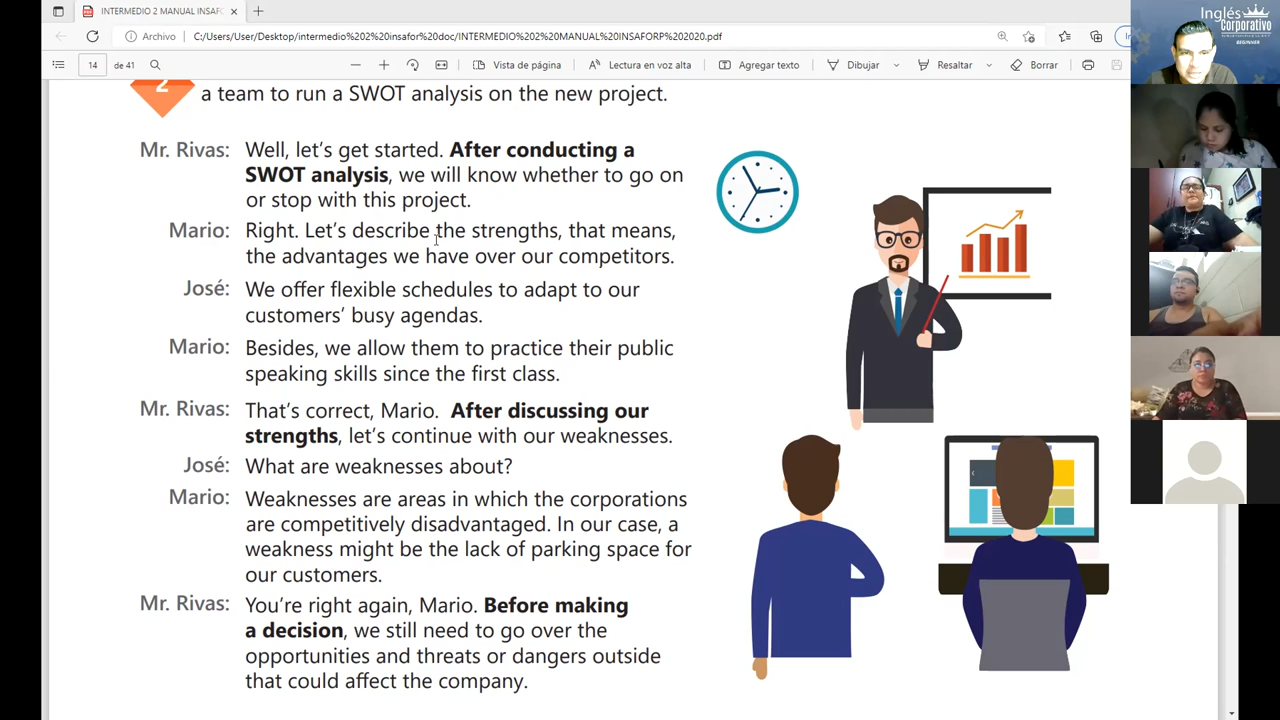 INTERMEDIO 2 MANUAL INSAFO
Archivo
C:/Users/User/Desktop/intermedio%202%20insafor%20doc/INTERMEDIO%202%20MANUAL%20INSAFORP%202020.pdf
14 de 41
Vista de página
Lectura en voz alta
Agregar texto
Dibujar
Resaltar
Borrar
Inglés
Corporativo
BEGINNER
2
a team to run a SWOT analysis on the new project.
Mr. Rivas: Well, let's get started. After conducting a
SWOT analysis, we will know whether to go on
or stop with this project.
Mario: Right. Let's describe the strengths, that means,
the advantages we have over our competitors.
José: We offer flexible schedules to adapt to our
customers' busy agendas.
Mario: Besides, we allow them to practice their public
speaking skills since the first class.
Mr. Rivas: That's correct, Mario. After discussing our
strengths, let's continue with our weaknesses.
José: What are weaknesses about?
Mario: Weaknesses are areas in which the corporations
are competitively disadvantaged. In our case, a
weakness might be the lack of parking space for
our customers.
Mr. Rivas: You're right again, Mario. Before making
a decision, we still need to go over the
opportunities and threats or dangers outside
that could affect the company.